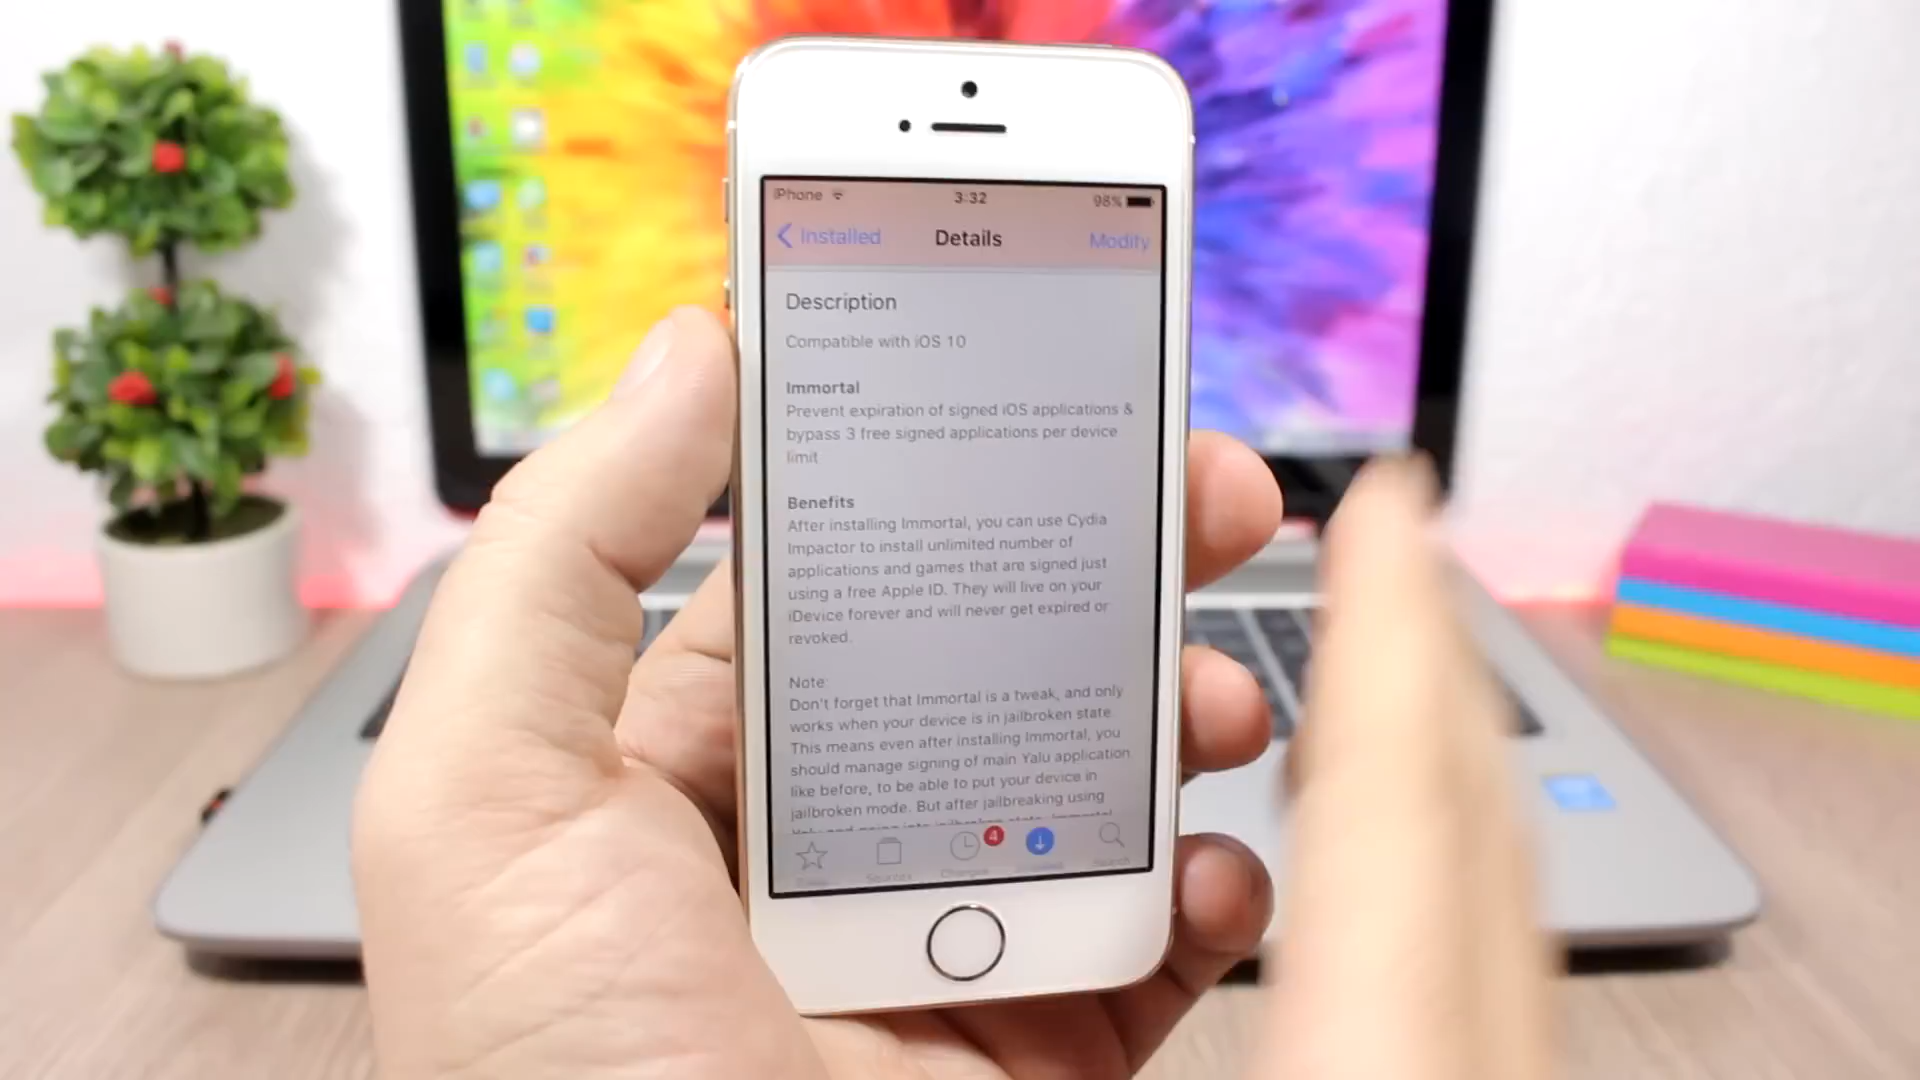 iPhone 3:32 98%
Installed Details Modify
Description
Compatible with iOS 10
Immortal
Prevent expiration of signed iOS applications &
bypass 3 free signed applications per device
limit
Benefits
After installing Immortal, you can use Cydia
Impactor to install unlimited number of
applications and games that are signed just
using a free Apple ID. They will live on your
iDevice forever and will never get expired or
revoked.
Note:
Don't forget that Immortal is a tweak, and only
works when your device is in jailbroken state.
This means even after installing Immortal, you
should manage signing of main Yalu application
like before, to be able to put your device in
jailbroken mode. But after jailbreaking using
4
Sources Changes Search